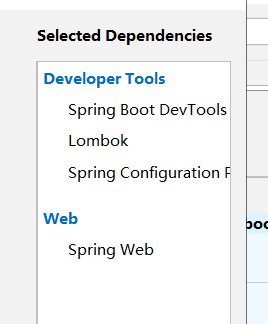 Selected Dependencies
Developer Tools
Spring Boot DevTools
Lombok
Spring Configuration
Web
Spring Web